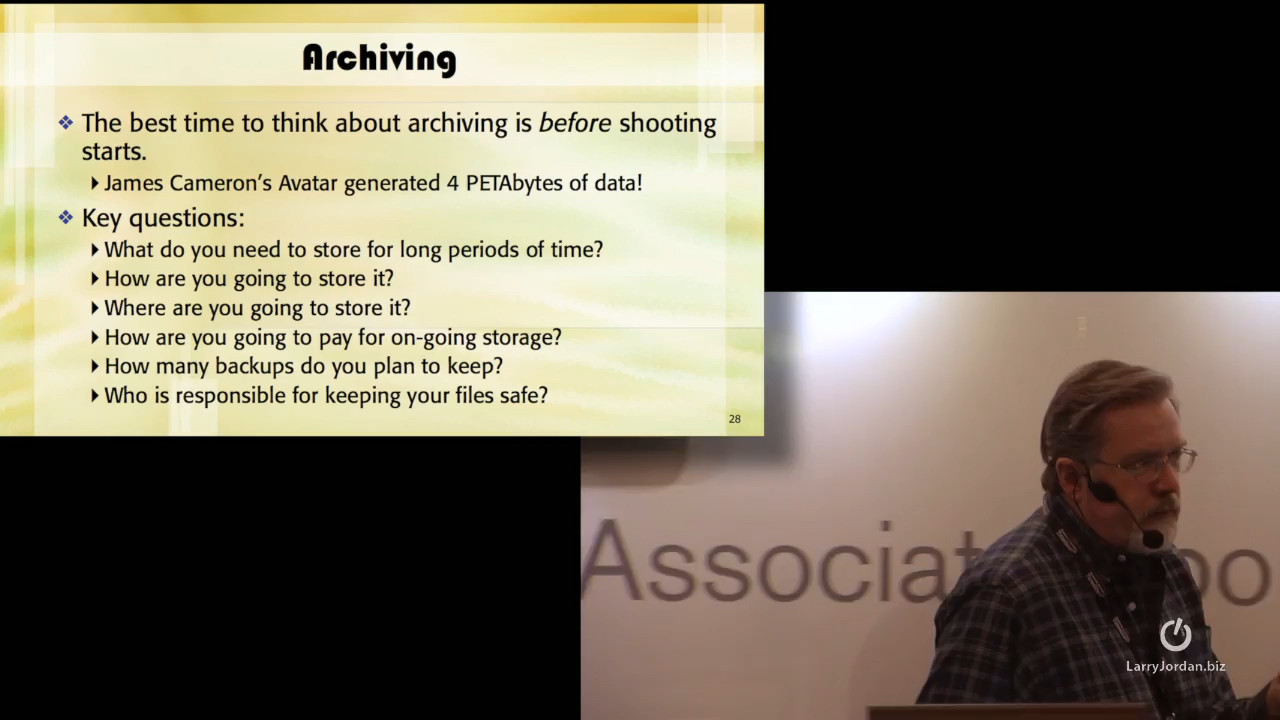 Archiving
The best time to think about archiving is before shooting
starts.
James Cameron's Avatar generated 4 PETAbytes of data!
Key questions:
What do you need to store for long periods of time?
How are you going to store it?
Where are you going to store it?
How are you going to pay for on-going storage?
How many backups do you plan to keep?
Who is responsible for keeping your files safe?
28
LarryJordan.biz